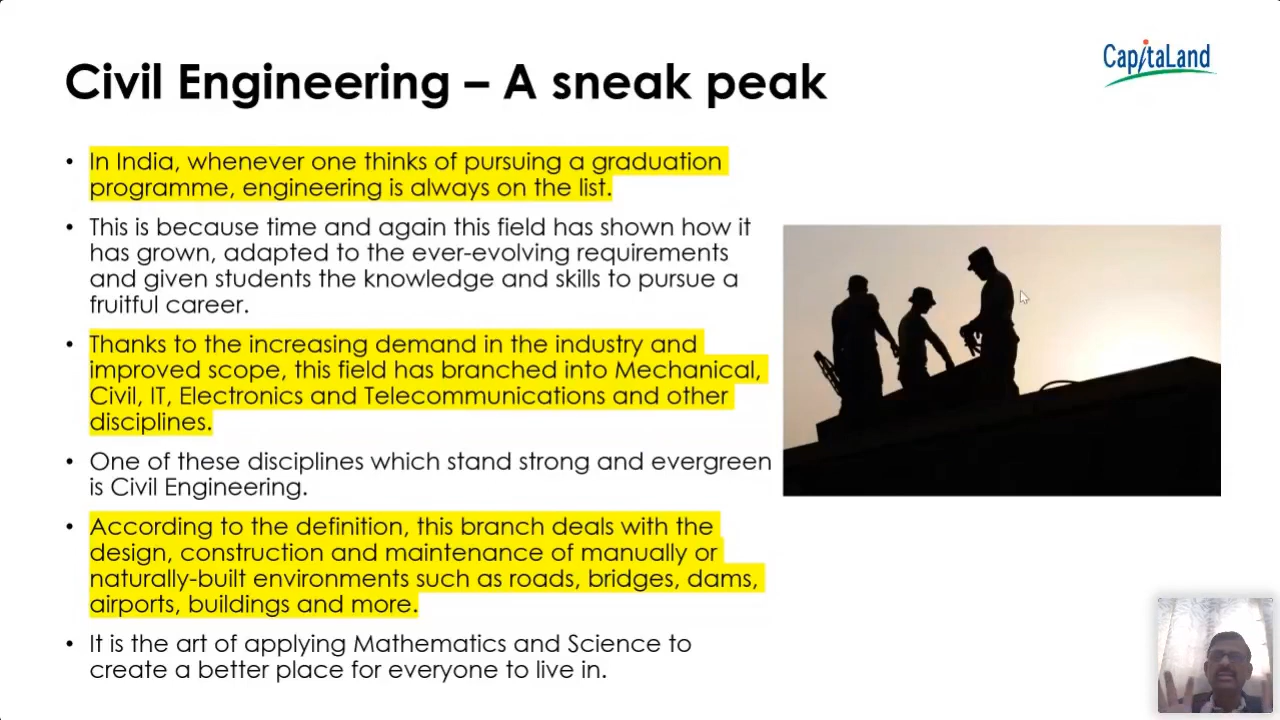 Civil Engineering – A sneak peak
CapitaLand
• In India, whenever one thinks of pursuing a graduation
programme, engineering is always on the list.
• This is because time and again this field has shown how it
has grown, adapted to the ever-evolving requirements
and given students the knowledge and skills to pursue a
fruitful career.
• Thanks to the increasing demand in the industry and
improved scope, this field has branched into Mechanical,
Civil, IT, Electronics and Telecommunications and other
disciplines.
• One of these disciplines which stand strong and evergreen
is Civil Engineering.
• According to the definition, this branch deals with the
design, construction and maintenance of manually or
naturally-built environments such as roads, bridges, dams,
airports, buildings and more.
• It is the art of applying Mathematics and Science to
create a better place for everyone to live in.